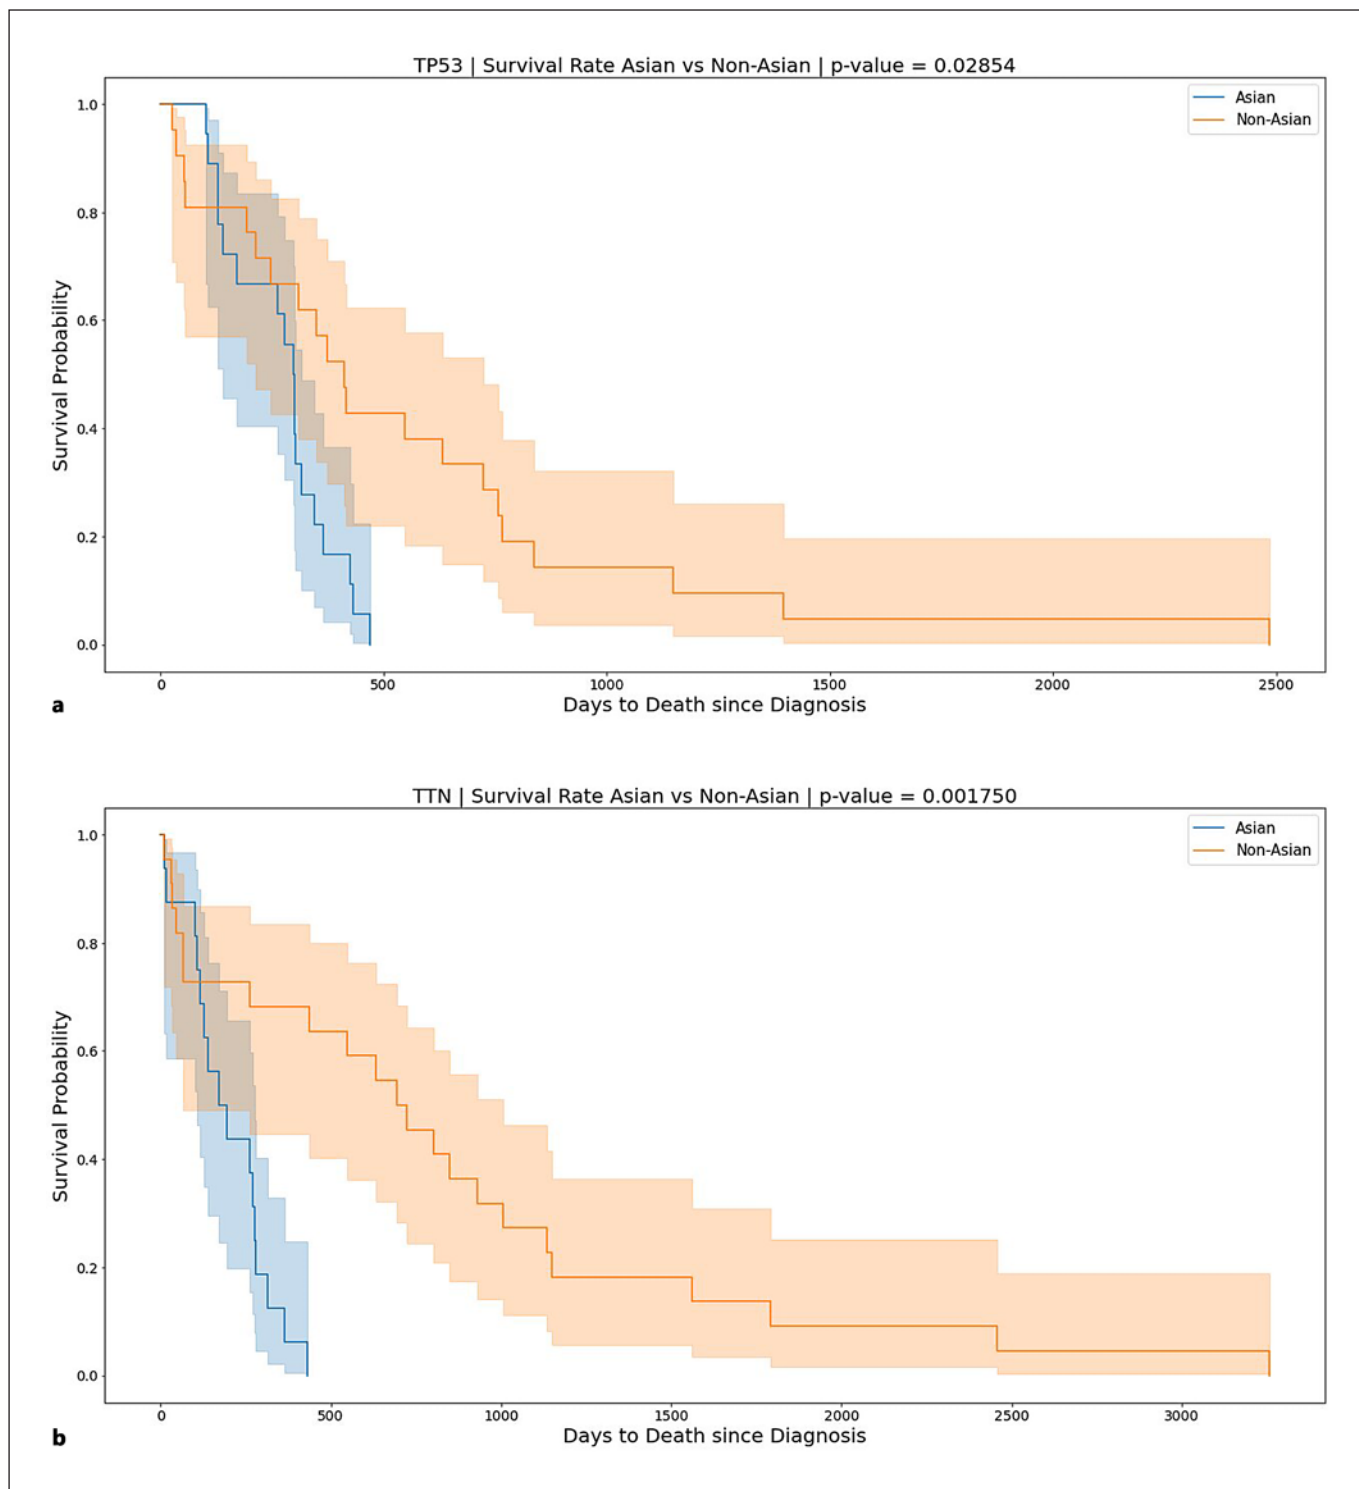 TP53 | Survival Rate Asian vs Non-Asian | p-value = 0.02854
Asian
Non-Asian
Survival Probability
1.0
0.8
0.6
0.4
0.2
0.0
0 500 1000 1500 2000 2500
Days to Death since Diagnosis
a
TTN | Survival Rate Asian vs Non-Asian | p-value = 0.001750
Asian
Non-Asian
Survival Probability
1.0
0.8
0.6
0.4
0.2
0.0
0 500 1000 1500 2000 2500 3000
Days to Death since Diagnosis
b